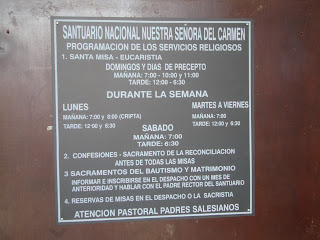 SANTUARIO NACIONAL NUESTRA SEÑORA DEL CARMEN
PROGRAMACION DE LOS SERVICIOS RELIGIOSOS
1. SANTA MISA - EUCARISTIA
DOMINGOS Y DIAS DE PRECEPTO
MAÑANA: 7:00 - 10:00 y 11:00
TARDE: 12:00 - 6:30
DURANTE LA SEMANA
LUNES
MAÑANA: 7:00 y 8:00 (CRIPTA)
TARDE: 12:00 y 6:30
MARTES A VIERNES
MAÑANA: 7:00
TARDE: 12:00 y 6:30
SABADO
MAÑANA: 7:00
TARDE: 6:30
2. CONFESIONES - SACRAMENTO DE LA RECONCILIACION
ANTES DE TODAS LAS MISAS
3 SACRAMENTOS DEL BAUTISMO Y MATRIMONIO
INFORMAR E INSCRIBIRSE EN EL DESPACHO CON UN MES DE
ANTERIORIDAD Y HABLAR CON EL PADRE RECTOR DEL SANTUARIO
4. RESERVAS DE MISAS EN EL DESPACHO O LA SACRISTIA
ATENCION PASTORAL PADRES SALESIANOS